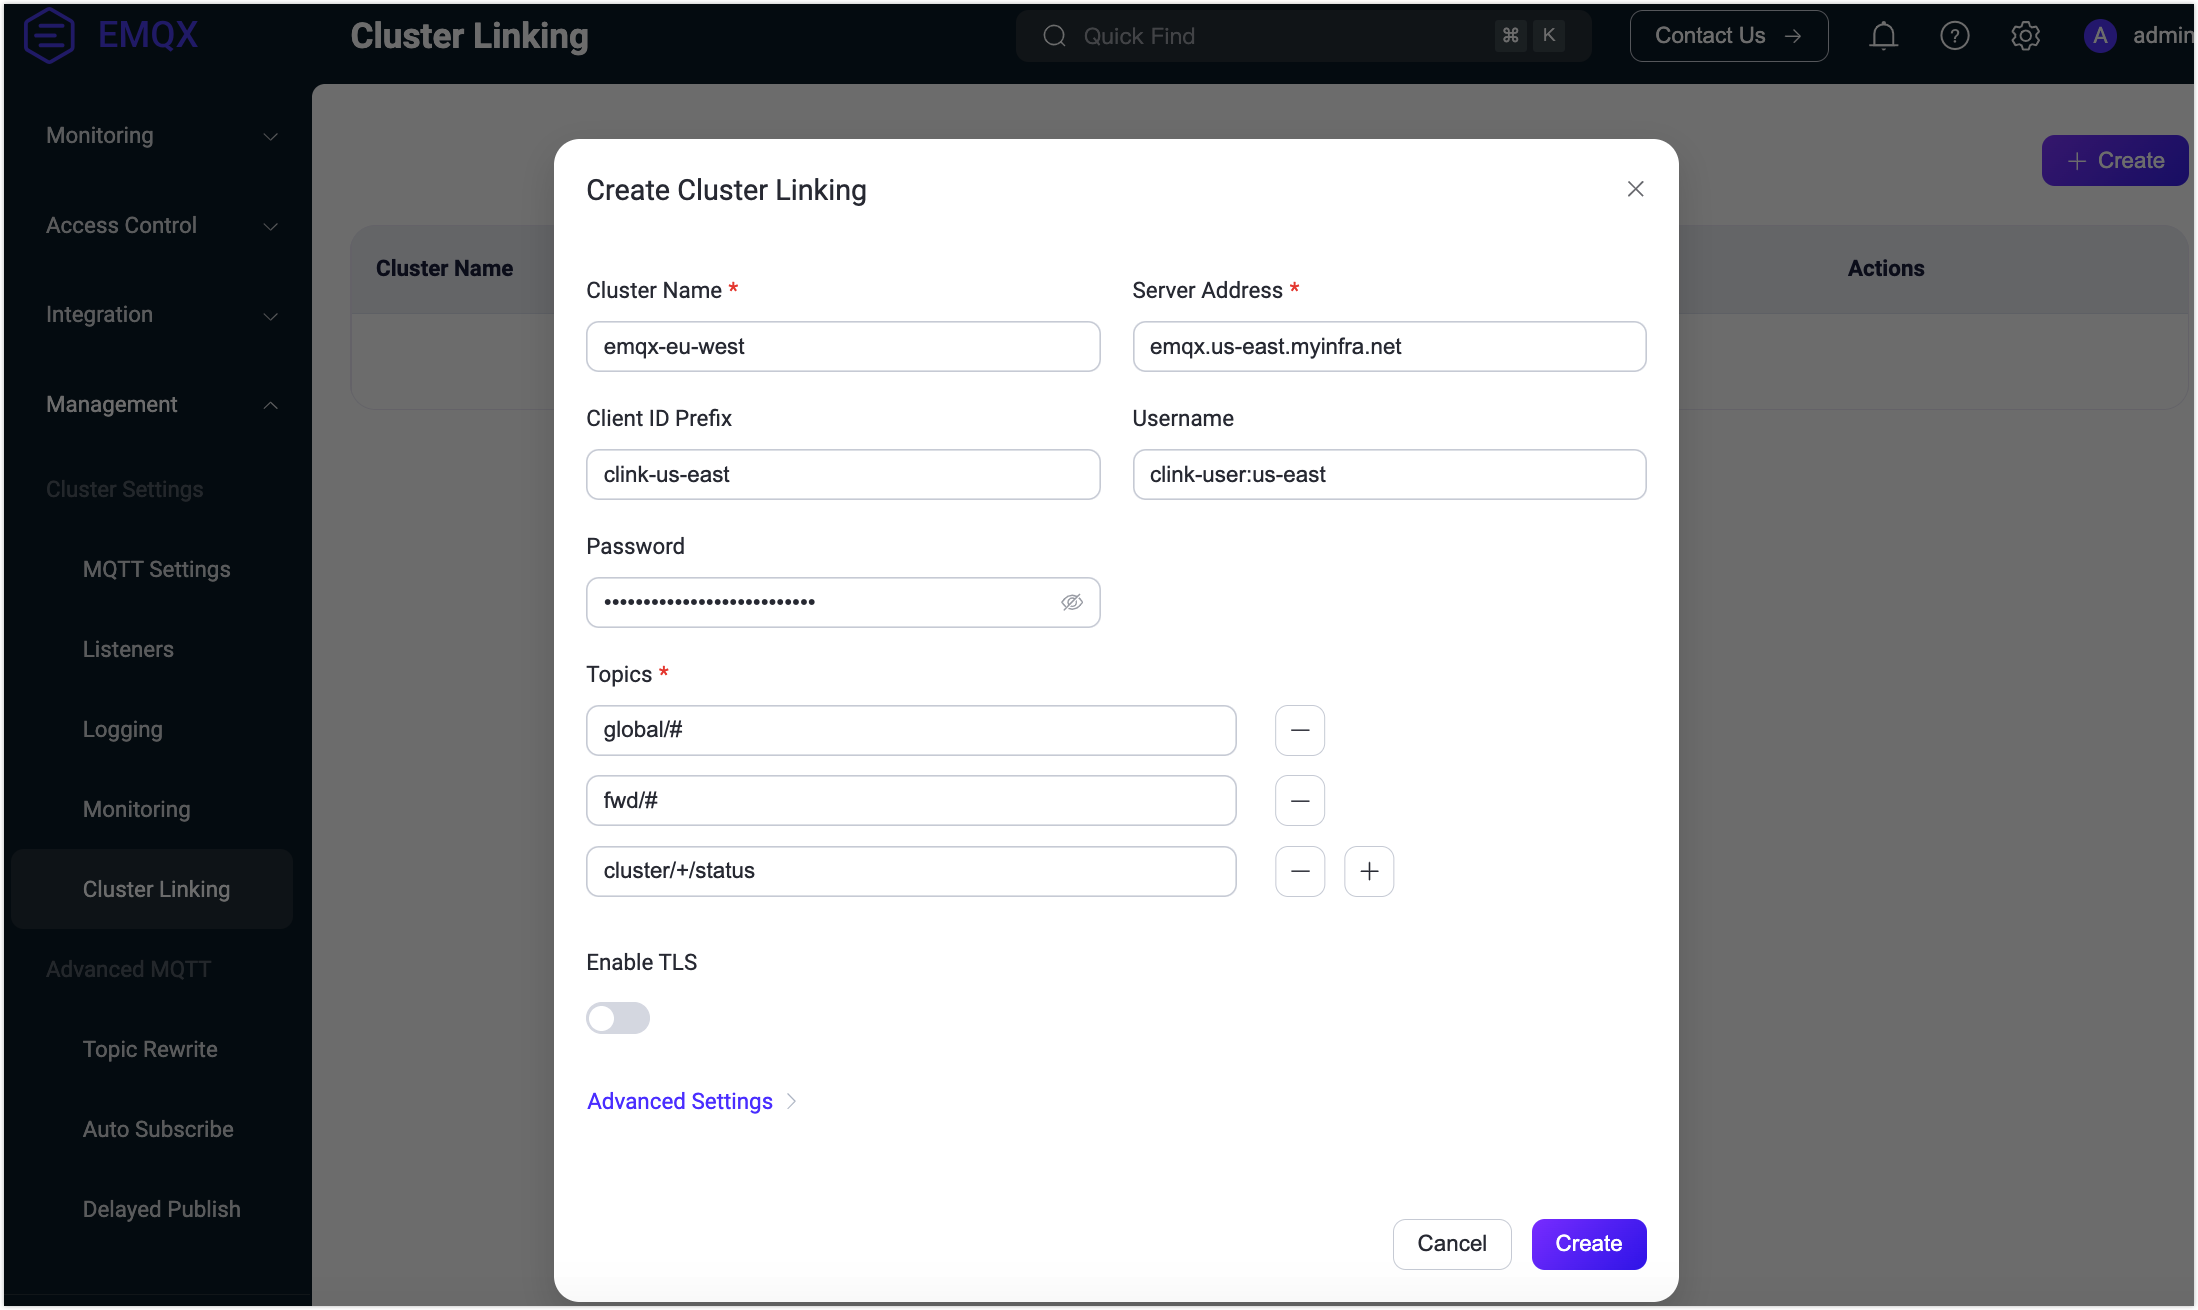 EMQX
Cluster Linking
Quick Find
⌘ K
Contact Us →
A
admin
Monitoring
Access Control
Integration
Management
Cluster Settings
MQTT Settings
Listeners
Logging
Monitoring
Cluster Linking
Advanced MQTT
Topic Rewrite
Auto Subscribe
Delayed Publish
+ Create
Cluster Name
Actions
Create Cluster Linking
Cluster Name *
Server Address *
emqx-eu-west
emqx.us-east.myinfra.net
Client ID Prefix
Username
clink-us-east
clink-user:us-east
Password
•••••••••••••••••••••••••••
Topics *
global/#
fwd/#
cluster/+/status
Enable TLS
Advanced Settings
Cancel
Create